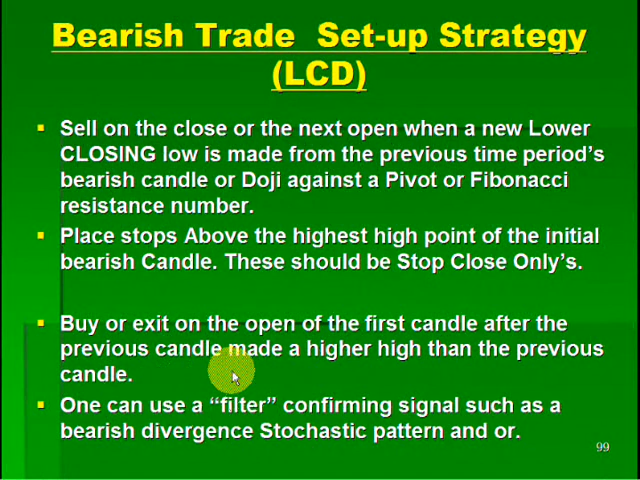 Bearish Trade Set-up Strategy
(LCD)
Sell on the close or the next open when a new Lower
CLOSING low is made from the previous time period's
bearish candle or Doji against a Pivot or Fibonacci
resistance number.
Place stops Above the highest high point of the initial
bearish Candle. These should be Stop Close Only's.
Buy or exit on the open of the first candle after the
previous candle made a higher high than the previous
candle.
One can use a “filter” confirming signal such as a
bearish divergence Stochastic pattern and or.
99